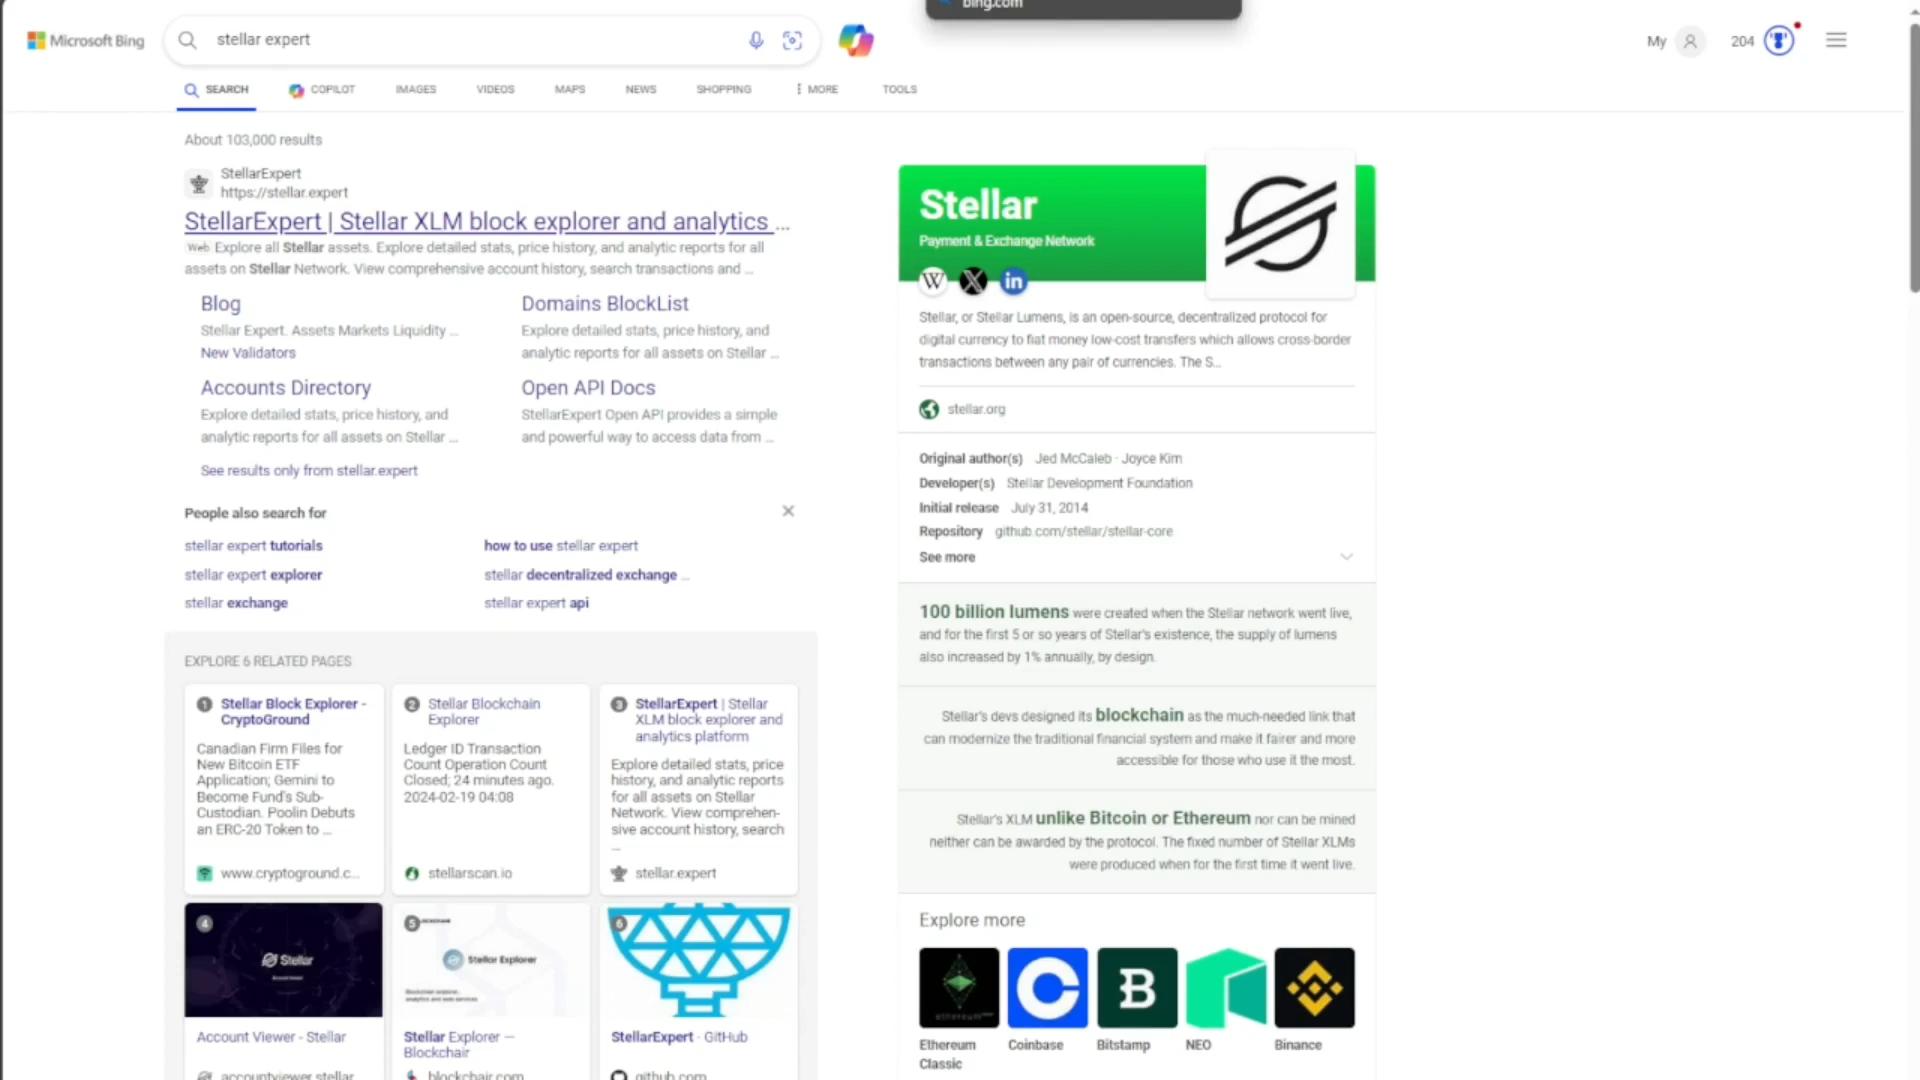 bing.com
Microsoft Bing
stellar expert
My
204
SEARCH
COPILOT
IMAGES
VIDEOS
MAPS
NEWS
SHOPPING
MORE
TOOLS
About 103,000 results
StellarExpert
https://stellar.expert
StellarExpert | Stellar XLM block explorer and analytics ...
Web Explore all Stellar assets. Explore detailed stats, price history, and analytic reports for all
assets on Stellar Network. View comprehensive account history, search transactions and ...
Blog
Stellar Expert. Assets Markets Liquidity ...
New Validators
Domains BlockList
Explore detailed stats, price history, and
analytic reports for all assets on Stellar ...
Accounts Directory
Explore detailed stats, price history, and
analytic reports for all assets on Stellar ...
Open API Docs
StellarExpert Open API provides a simple
and powerful way to access data from ...
See results only from stellar.expert
People also search for
stellar expert tutorials
how to use stellar expert
stellar expert explorer
stellar decentralized exchange ...
stellar exchange
stellar expert api
EXPLORE 6 RELATED PAGES
1
Stellar Block Explorer -
CryptoGround
Canadian Firm Files for
New Bitcoin ETF
Application; Gemini to
Become Fund's Sub-
Custodian. Poolin Debuts
an ERC-20 Token to ...
www.cryptoground.c...
2
Stellar Blockchain
Explorer
Ledger ID Transaction
Count Operation Count
Closed; 24 minutes ago.
2024-02-19 04:08
stellarscan.io
3
StellarExpert | Stellar
XLM block explorer and
analytics platform
Explore detailed stats, price
history, and analytic reports
for all assets on Stellar
Network. View comprehen-
sive account history, search
...
stellar.expert
4
Stellar
Account Viewer - Stellar
accountviewer.stellar
5
BLOCKCHAIR
Stellar Explorer
Blockchain explorer,
analytics and web services
Stellar Explorer —
Blockchair
blockchair.com
6
StellarExpert · GitHub
github.com
Stellar
Payment & Exchange Network
W
X
in
Stellar, or Stellar Lumens, is an open-source, decentralized protocol for
digital currency to fiat money low-cost transfers which allows cross-border
transactions between any pair of currencies. The S...
stellar.org
Original author(s) Jed McCaleb · Joyce Kim
Developer(s) Stellar Development Foundation
Initial release July 31, 2014
Repository github.com/stellar/stellar-core
See more
100 billion lumens were created when the Stellar network went live,
and for the first 5 or so years of Stellar's existence, the supply of lumens
also increased by 1% annually, by design.
Stellar's devs designed its blockchain as the much-needed link that
can modernize the traditional financial system and make it fairer and more
accessible for those who use it the most.
Stellar's XLM unlike Bitcoin or Ethereum nor can be mined
neither can be awarded by the protocol. The fixed number of Stellar XLMs
were produced when for the first time it went live.
Explore more
Ethereum
Classic
Coinbase
Bitstamp
NEO
Binance